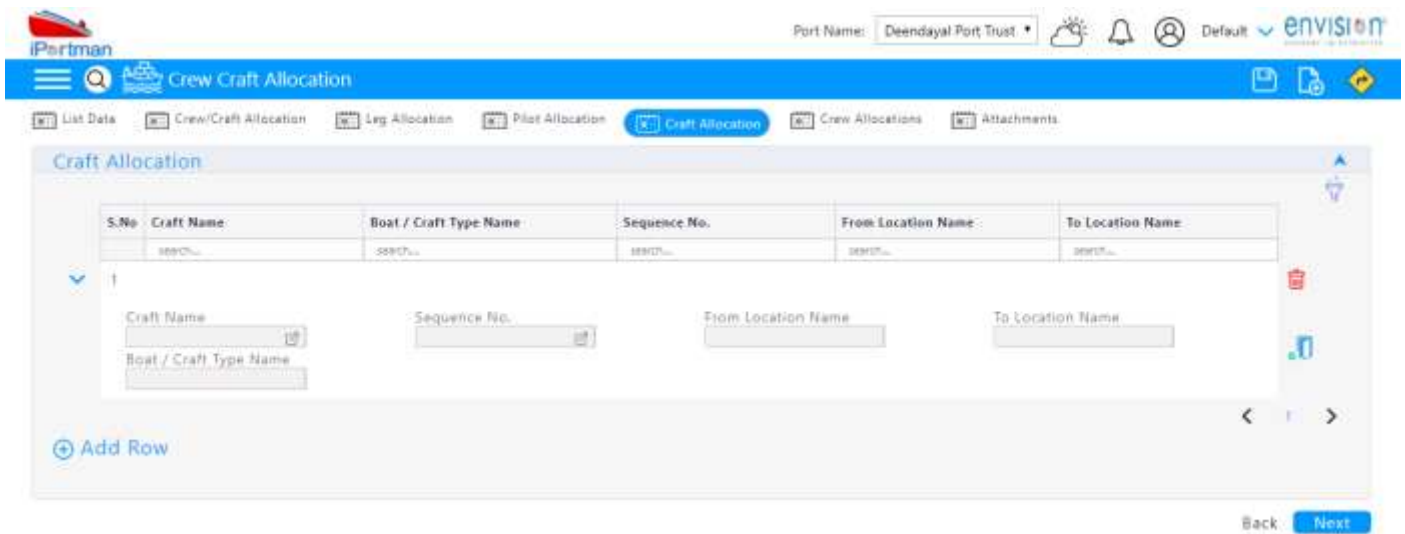 iPortman
Port Name: Deendayal Port Trust Default envision
Crew Craft Allocation
List Data Crew/Craft Allocation Leg Allocation Pilot Allocation Craft Allocation Crew Allocations Attachments
Craft Allocation
S.No Craft Name Boat / Craft Type Name Sequence No. From Location Name To Location Name
search... search... search... search... search...
1
Craft Name Sequence No. From Location Name To Location Name
Boat / Craft Type Name
1
Add Row
Back Next